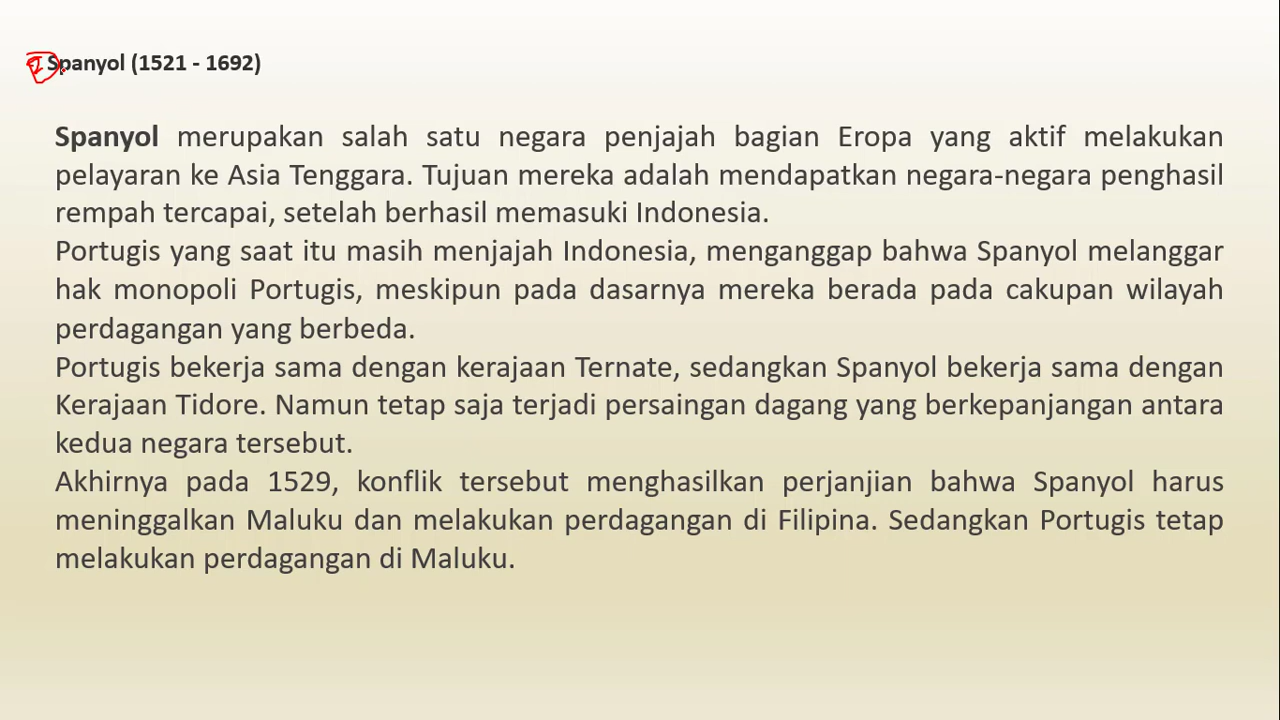 Spanyol (1521 - 1692)
Spanyol merupakan salah satu negara penjajah bagian Eropa yang aktif melakukan
pelayaran ke Asia Tenggara. Tujuan mereka adalah mendapatkan negara-negara penghasil
rempah tercapai, setelah berhasil memasuki Indonesia.
Portugis yang saat itu masih menjajah Indonesia, menganggap bahwa Spanyol melanggar
hak monopoli Portugis, meskipun pada dasarnya mereka berada pada cakupan wilayah
perdagangan yang berbeda.
Portugis bekerja sama dengan kerajaan Ternate, sedangkan Spanyol bekerja sama dengan
Kerajaan Tidore. Namun tetap saja terjadi persaingan dagang yang berkepanjangan antara
kedua negara tersebut.
Akhirnya pada 1529, konflik tersebut menghasilkan perjanjian bahwa Spanyol harus
meninggalkan Maluku dan melakukan perdagangan di Filipina. Sedangkan Portugis tetap
melakukan perdagangan di Maluku.